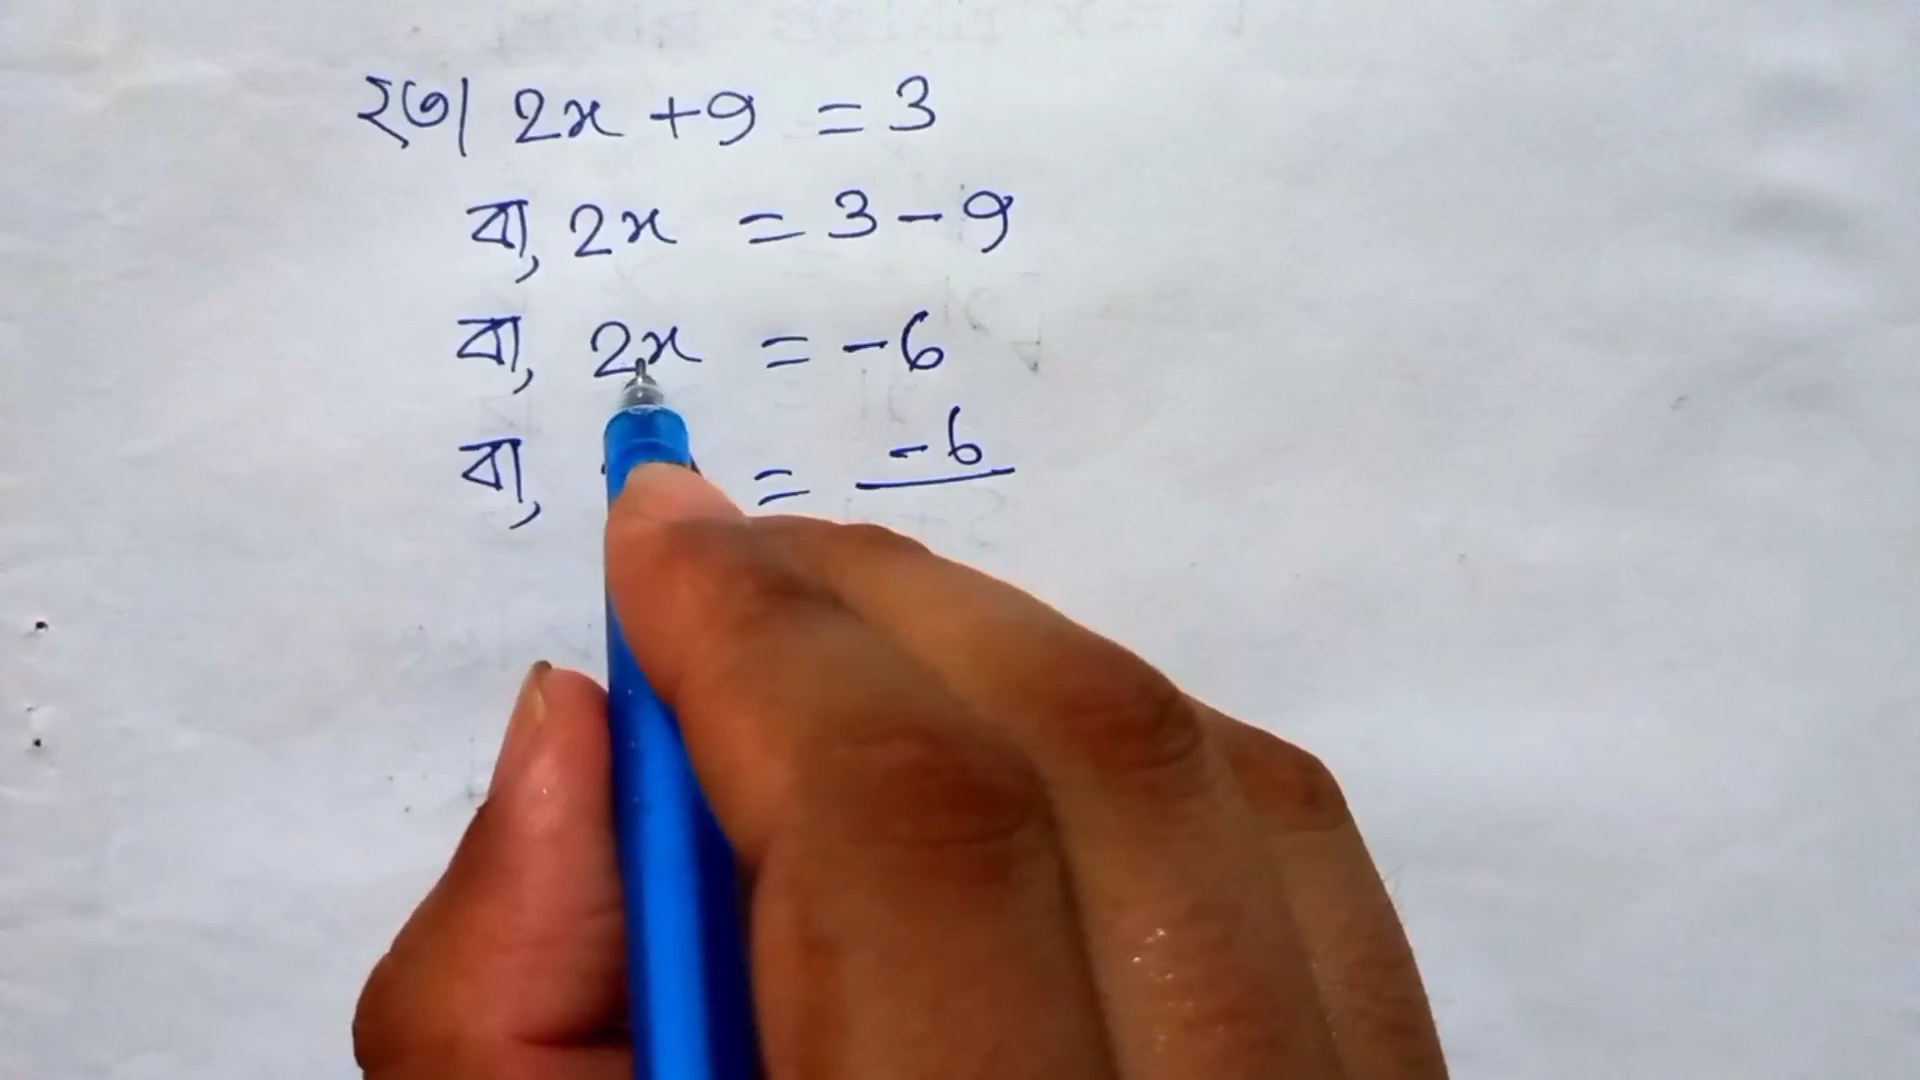 ২৩। 2x + 9 = 3
বা, 2x = 3 - 9
বা, 2x = -6
বা, = -6